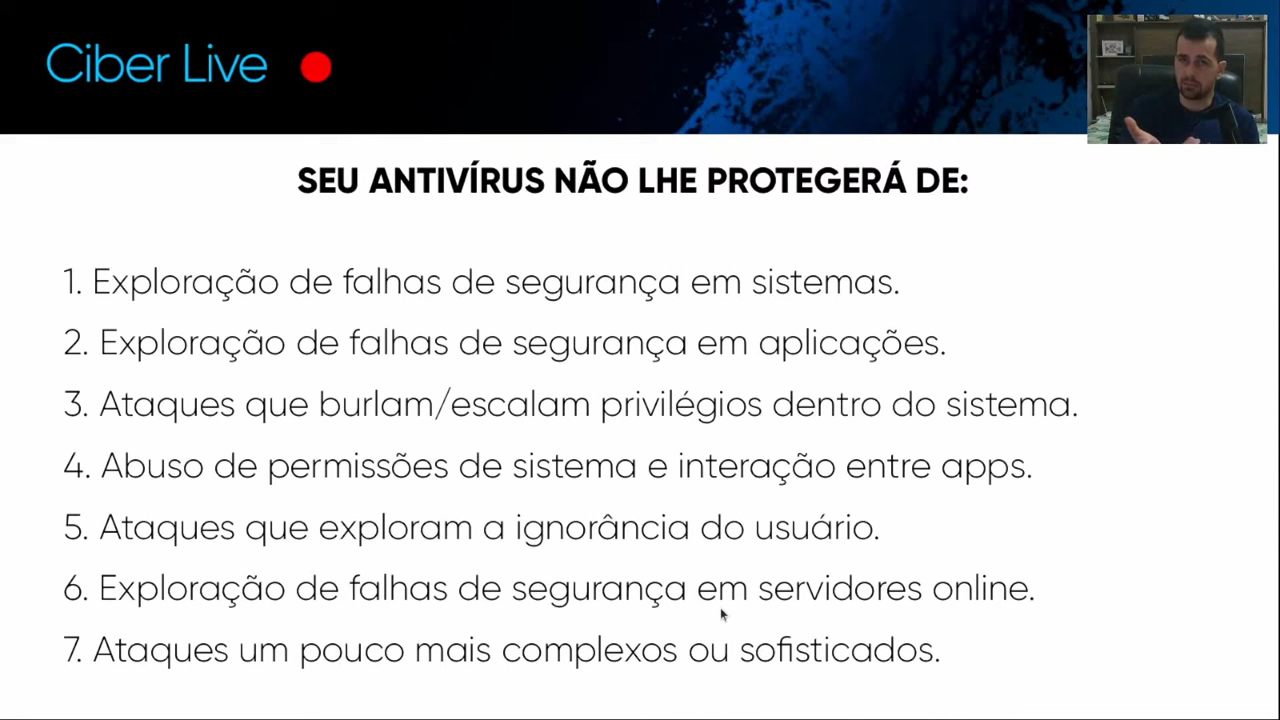 Ciber Live
SEU ANTIVÍRUS NÃO LHE PROTEGERÁ DE:
1. Exploração de falhas de segurança em sistemas.
2. Exploração de falhas de segurança em aplicações.
3. Ataques que burlam/escalam privilégios dentro do sistema.
4. Abuso de permissões de sistema e interação entre apps.
5. Ataques que exploram a ignorância do usuário.
6. Exploração de falhas de segurança em servidores online.
7. Ataques um pouco mais complexos ou sofisticados.